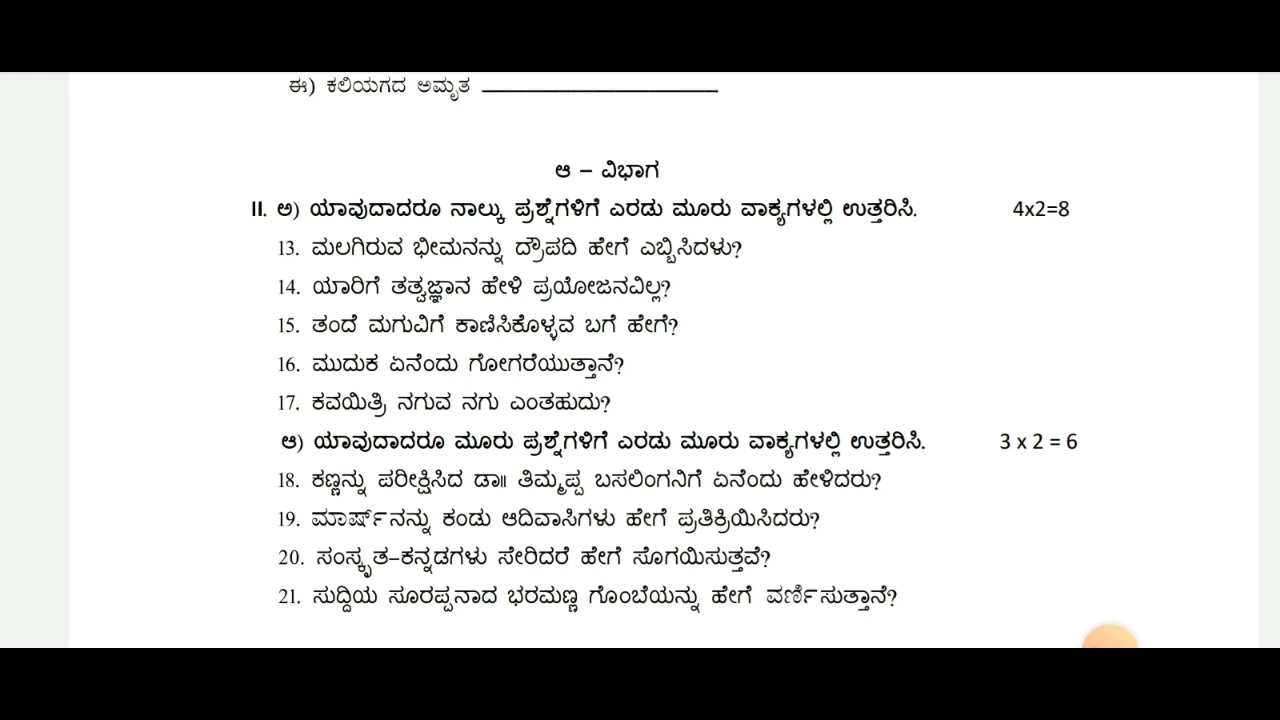 ಈ) ಕಲಿಯಗದ ಅಮೃತ ____________________
ಆ – ವಿಭಾಗ
II. ಅ) ಯಾವುದಾದರೂ ನಾಲ್ಕು ಪ್ರಶ್ನೆಗಳಿಗೆ ಎರಡು ಮೂರು ವಾಕ್ಯಗಳಲ್ಲಿ ಉತ್ತರಿಸಿ. 4x2=8
13. ಮಲಗಿರುವ ಭೀಮನನ್ನು ದ್ರೌಪದಿ ಹೇಗೆ ಎಬ್ಬಿಸಿದಳು?
14. ಯಾರಿಗೆ ತತ್ವಜ್ಞಾನ ಹೇಳಿ ಪ್ರಯೋಜನವಿಲ್ಲ?
15. ತಂದೆ ಮಗುವಿಗೆ ಕಾಣಿಸಿಕೊಳ್ಳವ ಬಗೆ ಹೇಗೆ?
16. ಮುದುಕ ಏನೆಂದು ಗೋಗರೆಯುತ್ತಾನೆ?
17. ಕವಯಿತ್ರಿ ನಗುವ ನಗು ಎಂತಹುದು?
ಆ) ಯಾವುದಾದರೂ ಮೂರು ಪ್ರಶ್ನೆಗಳಿಗೆ ಎರಡು ಮೂರು ವಾಕ್ಯಗಳಲ್ಲಿ ಉತ್ತರಿಸಿ. 3 x 2 = 6
18. ಕಣ್ಣನ್ನು ಪರೀಕ್ಷಿಸಿದ ಡಾ॥ ತಿಮ್ಮಪ್ಪ ಬಸಲಿಂಗನಿಗೆ ಏನೆಂದು ಹೇಳಿದರು?
19. ಮಾರ್ಷ್‌ನನ್ನು ಕಂಡು ಆದಿವಾಸಿಗಳು ಹೇಗೆ ಪ್ರತಿಕ್ರಿಯಿಸಿದರು?
20. ಸಂಸ್ಕೃತ–ಕನ್ನಡಗಳು ಸೇರಿದರೆ ಹೇಗೆ ಸೊಗಯಿಸುತ್ತವೆ?
21. ಸುದ್ದಿಯ ಸೂರಪ್ಪನಾದ ಭರಮಣ್ಣ ಗೊಂಬೆಯನ್ನು ಹೇಗೆ ವರ್ಣಿಸುತ್ತಾನೆ?